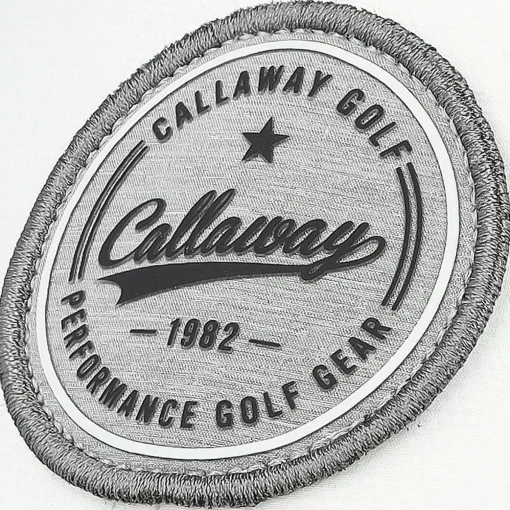 CALLAWAY GOLF
Callaway
— 1982 —
PERFORMANCE GOLF GEAR